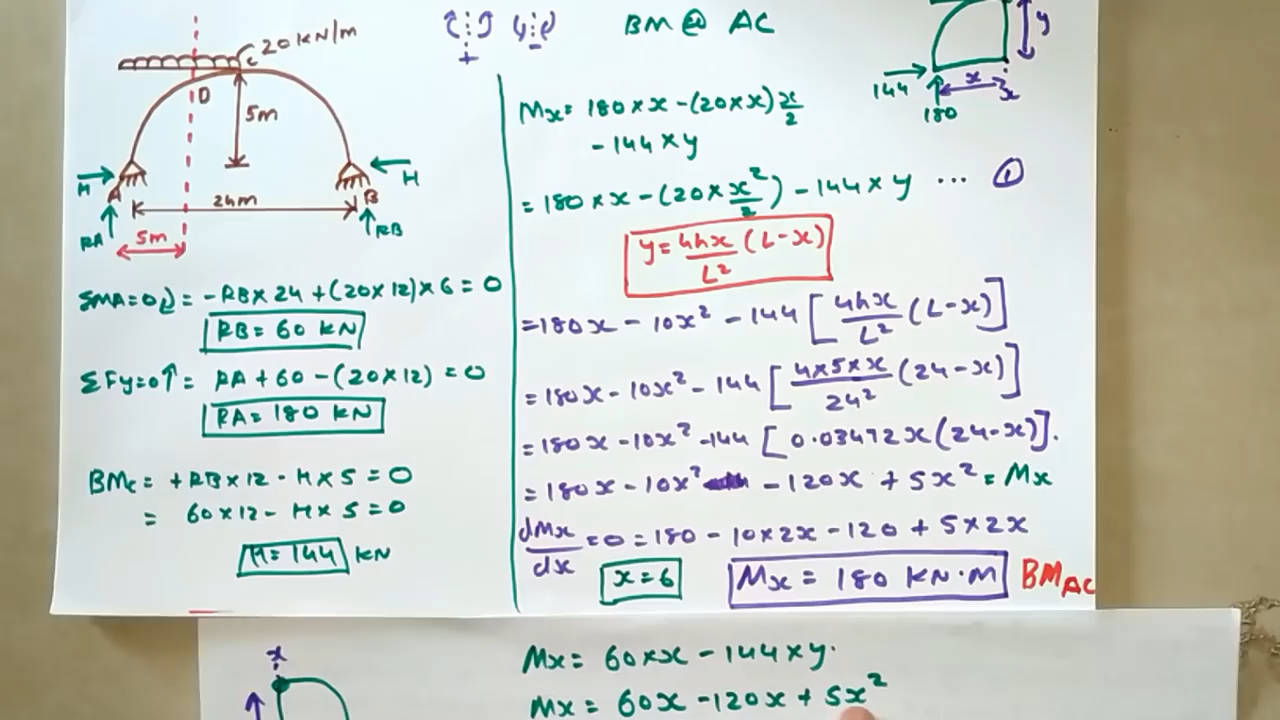 20KN/m
C
D
5m
H
H
A
B
24m
RA
RB
5m
ΣMA=0 = -RB×24 + (20×12)×6 = 0
RB = 60 KN
ΣFy=0↑ = RA + 60 - (20×12) = 0
RA = 180 KN
BMc = +RB×12 - H×5 = 0
= 60×12 - H×5 = 0
H = 144 KN
+
-
BM@ AC
y
144
x
x
180
Mx = 180×x - (20×x) x/2
- 144×y
= 180×x - (20×x²/2) - 144×y ... ①
y = 4hx/L² (L-x)
= 180x - 10x² - 144 [4hx/L² (L-x)]
= 180x - 10x² - 144 [4×5×x/24² (24-x)]
= 180x - 10x² - 144 [0.03472x(24-x)].
= 180x - 10x² - 120x + 5x² = Mx
dMx/dx = 0 = 180 - 10×2x - 120 + 5×2x
x = 6
Mx = 180 KN·M
BM AC
x
Mx = 60×x - 144×y.
Mx = 60x - 120x + 5x²